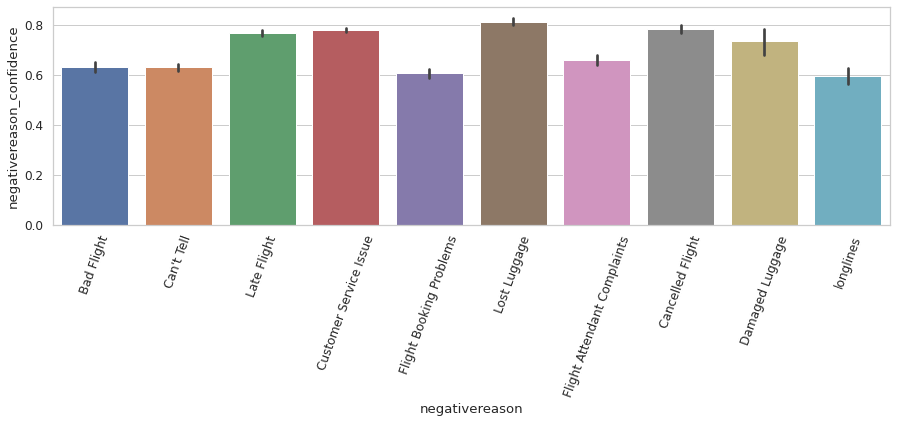 negativereason_confidence
0.8
0.6
0.4
0.2
0.0
Bad Flight
Can't Tell
Late Flight
Customer Service Issue
Flight Booking Problems
Lost Luggage
Flight Attendant Complaints
Cancelled Flight
Damaged Luggage
longlines
negativereason